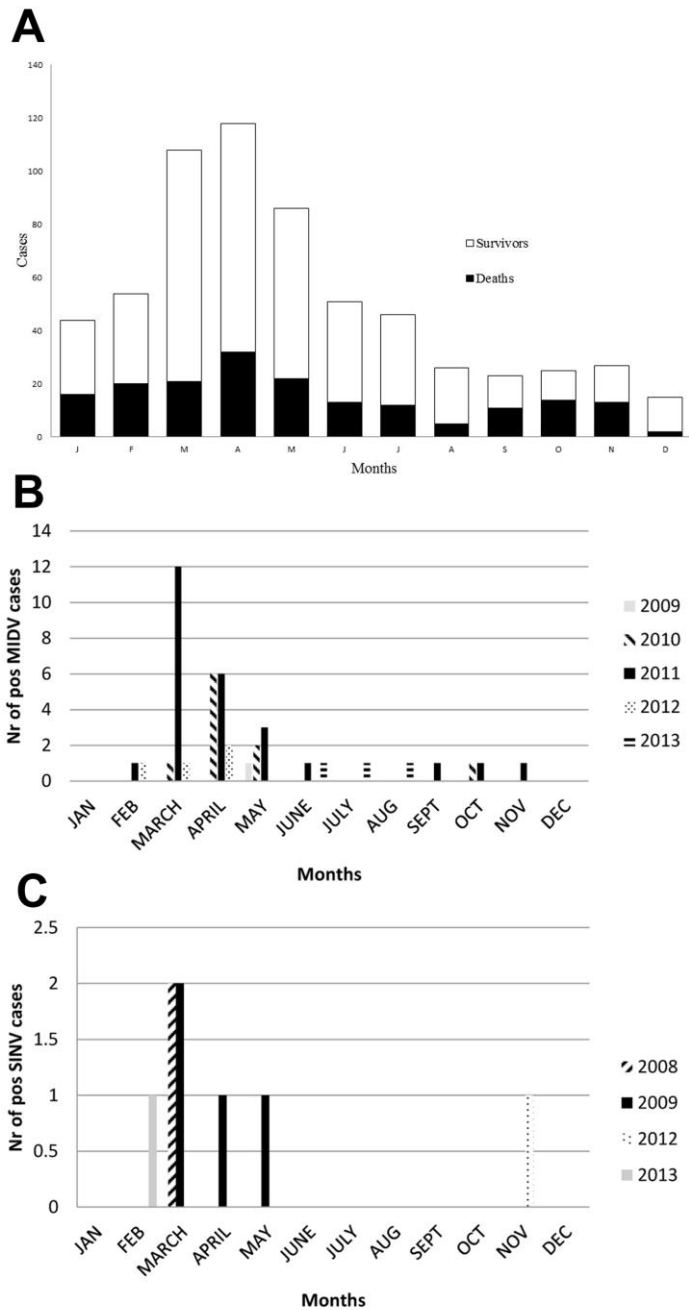 A
140
120
100
80
60
40
20
0
Cases
Survivors
Deaths
J F M A M J J A S O N D
Months
B
14
12
10
8
6
4
2
0
Nr of pos MIDV cases
2009
2010
2011
2012
2013
JAN FEB MARCH APRIL MAY JUNE JULY AUG SEPT OCT NOV DEC
Months
C
2.5
2
1.5
1
0.5
0
Nr of pos SINV cases
2008
2009
2012
2013
JAN FEB MARCH APRIL MAY JUNE JULY AUG SEPT OCT NOV DEC
Months